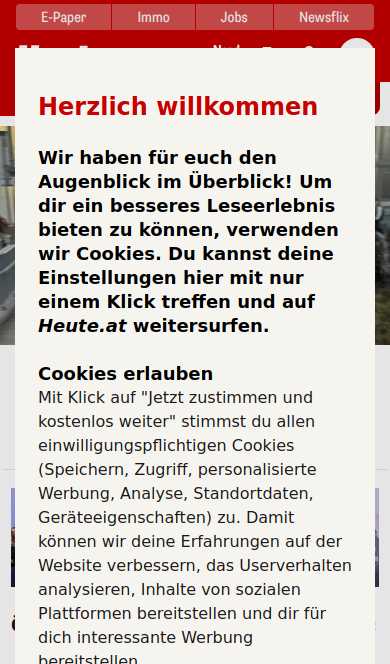 E-Paper Immo Jobs Newsflix
Herzlich willkommen
Wir haben für euch den
Augenblick im Überblick! Um
dir ein besseres Leseerlebnis
bieten zu können, verwenden
wir Cookies. Du kannst deine
Einstellungen hier mit nur
einem Klick treffen und auf
Heute.at weitersurfen.
Cookies erlauben
Mit Klick auf "Jetzt zustimmen und
kostenlos weiter" stimmst du allen
einwilligungspflichtigen Cookies
(Speichern, Zugriff, personalisierte
Werbung, Analyse, Standortdaten,
Geräteeigenschaften) zu. Damit
können wir deine Erfahrungen auf der
Website verbessern, das Userverhalten
analysieren, Inhalte von sozialen
Plattformen bereitstellen und dir für
dich interessante Werbung
bereitstellen